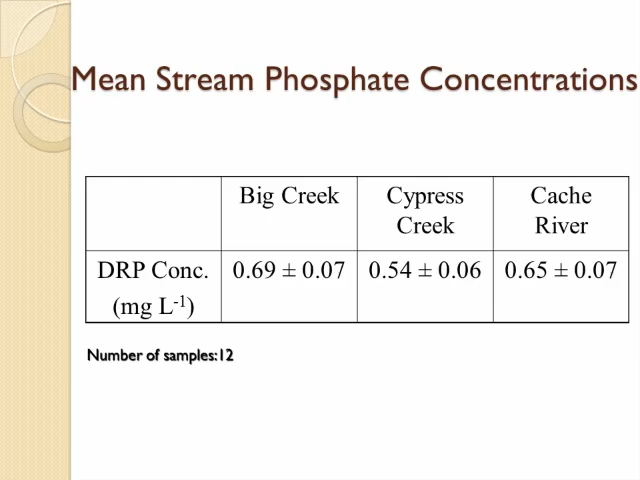 Mean Stream Phosphate Concentrations
Big Creek Cypress Creek Cache River
DRP Conc. (mg L⁻¹) 0.69 ± 0.07 0.54 ± 0.06 0.65 ± 0.07
Number of samples:12